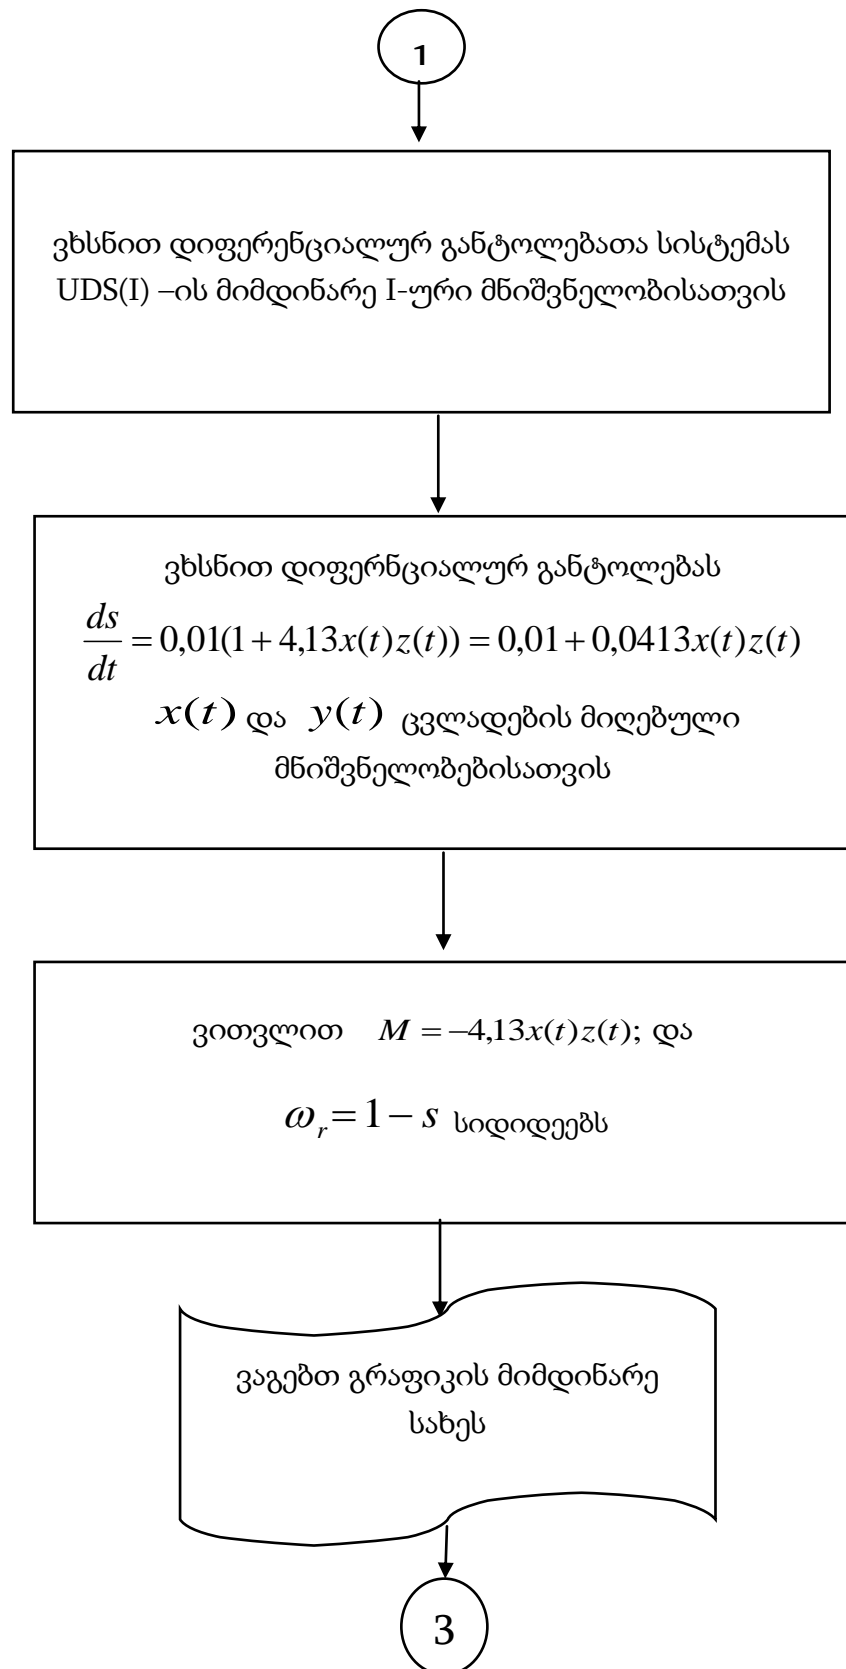 1
ვხსნით დიფერენციალურ განტოლებათა სისტემას
UDS(I) –ის მიმდინარე I-ური მნიშვნელობისათვის
ვხსნით დიფერნციალურ განტოლებას
ds/dt = 0,01(1 + 4,13x(t)z(t)) = 0,01 + 0,0413x(t)z(t)
x(t) და y(t) ცვლადების მიღებული
მნიშვნელობებისათვის
ვითვლით M = −4,13x(t)z(t); და
ω_r = 1 − s სიდიდეებს
ვაგებთ გრაფიკის მიმდინარე
სახეს
3